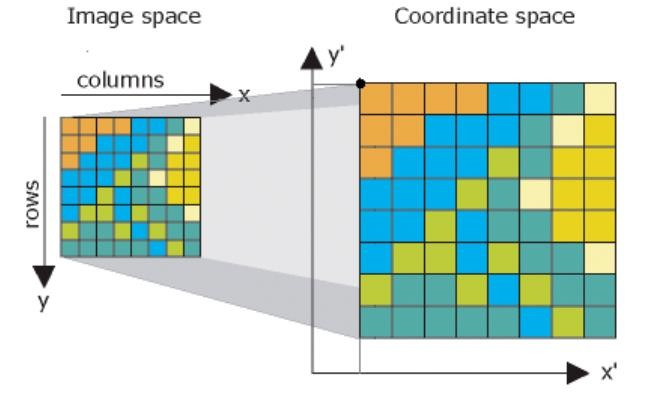 Image space
Coordinate space
columns
x
y'
rows
y
x'